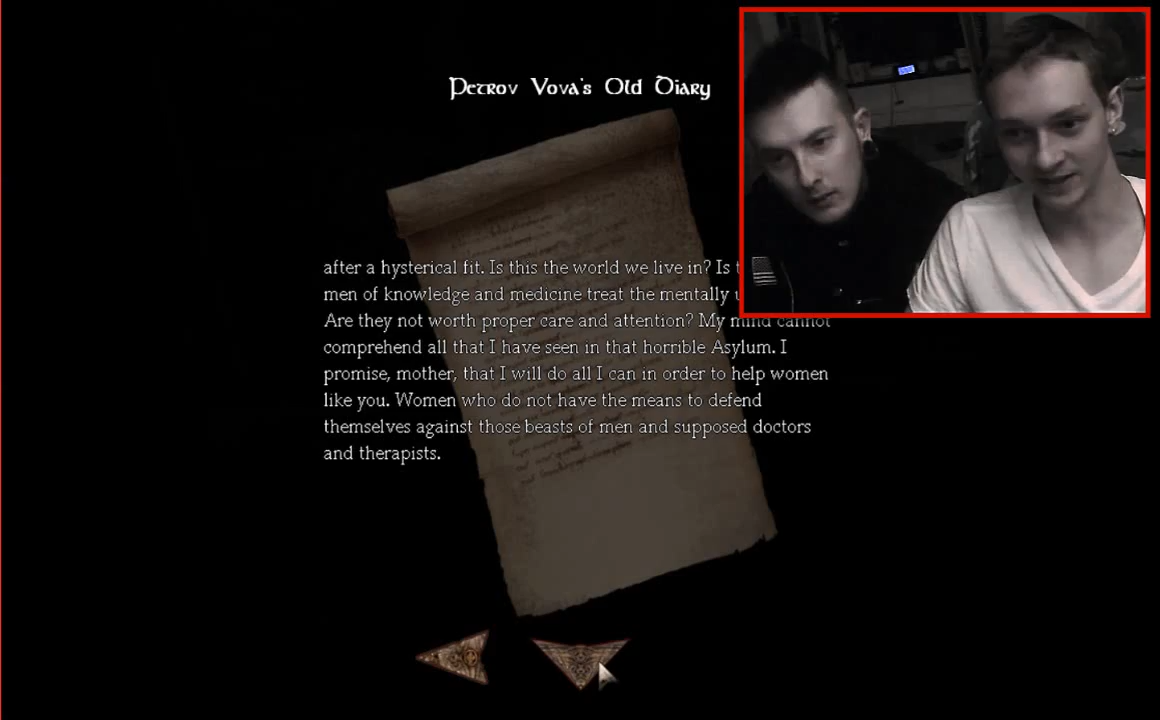 Petrov Vova's Old Diary
after a hysterical fit. Is this the world we live in? Is
men of knowledge and medicine treat the mentally
Are they not worth proper care and attention? My mind cannot
comprehend all that I have seen in that horrible Asylum. I
promise, mother, that I will do all I can in order to help women
like you. Women who do not have the means to defend
themselves against those beasts of men and supposed doctors
and therapists.